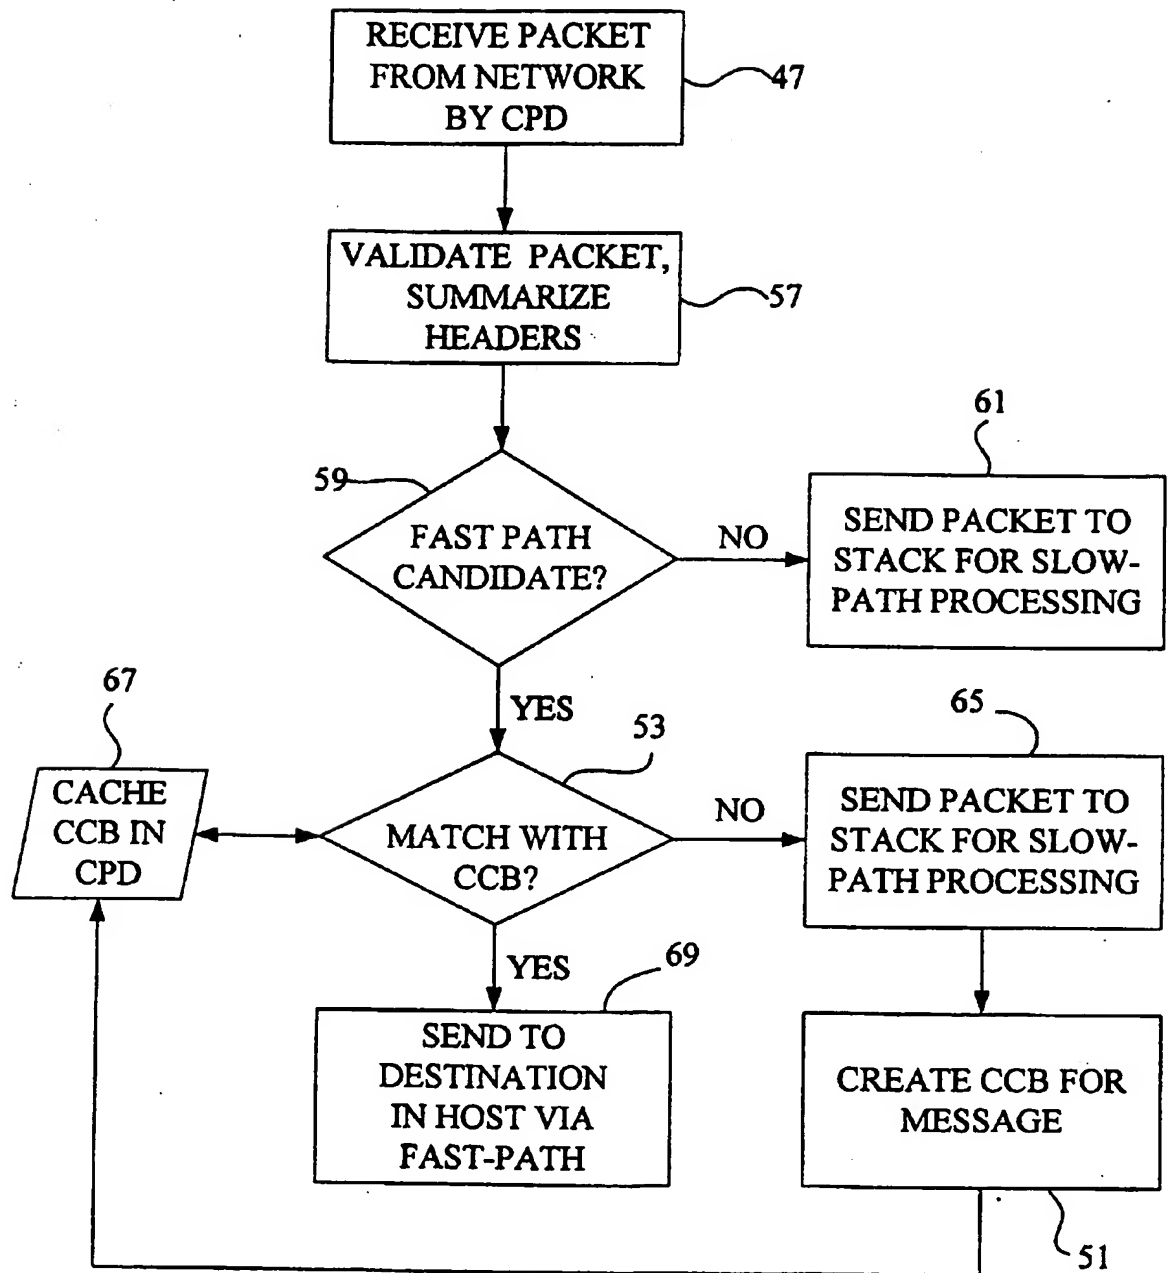 RECEIVE PACKET
FROM NETWORK
BY CPD
47
VALIDATE PACKET,
SUMMARIZE
HEADERS
57
59
FAST PATH
CANDIDATE?
NO
61
SEND PACKET TO
STACK FOR SLOW-
PATH PROCESSING
YES
67
CACHE
CCB IN
CPD
53
MATCH WITH
CCB?
NO
65
SEND PACKET TO
STACK FOR SLOW-
PATH PROCESSING
YES
69
SEND TO
DESTINATION
IN HOST VIA
FAST-PATH
CREATE CCB FOR
MESSAGE
51